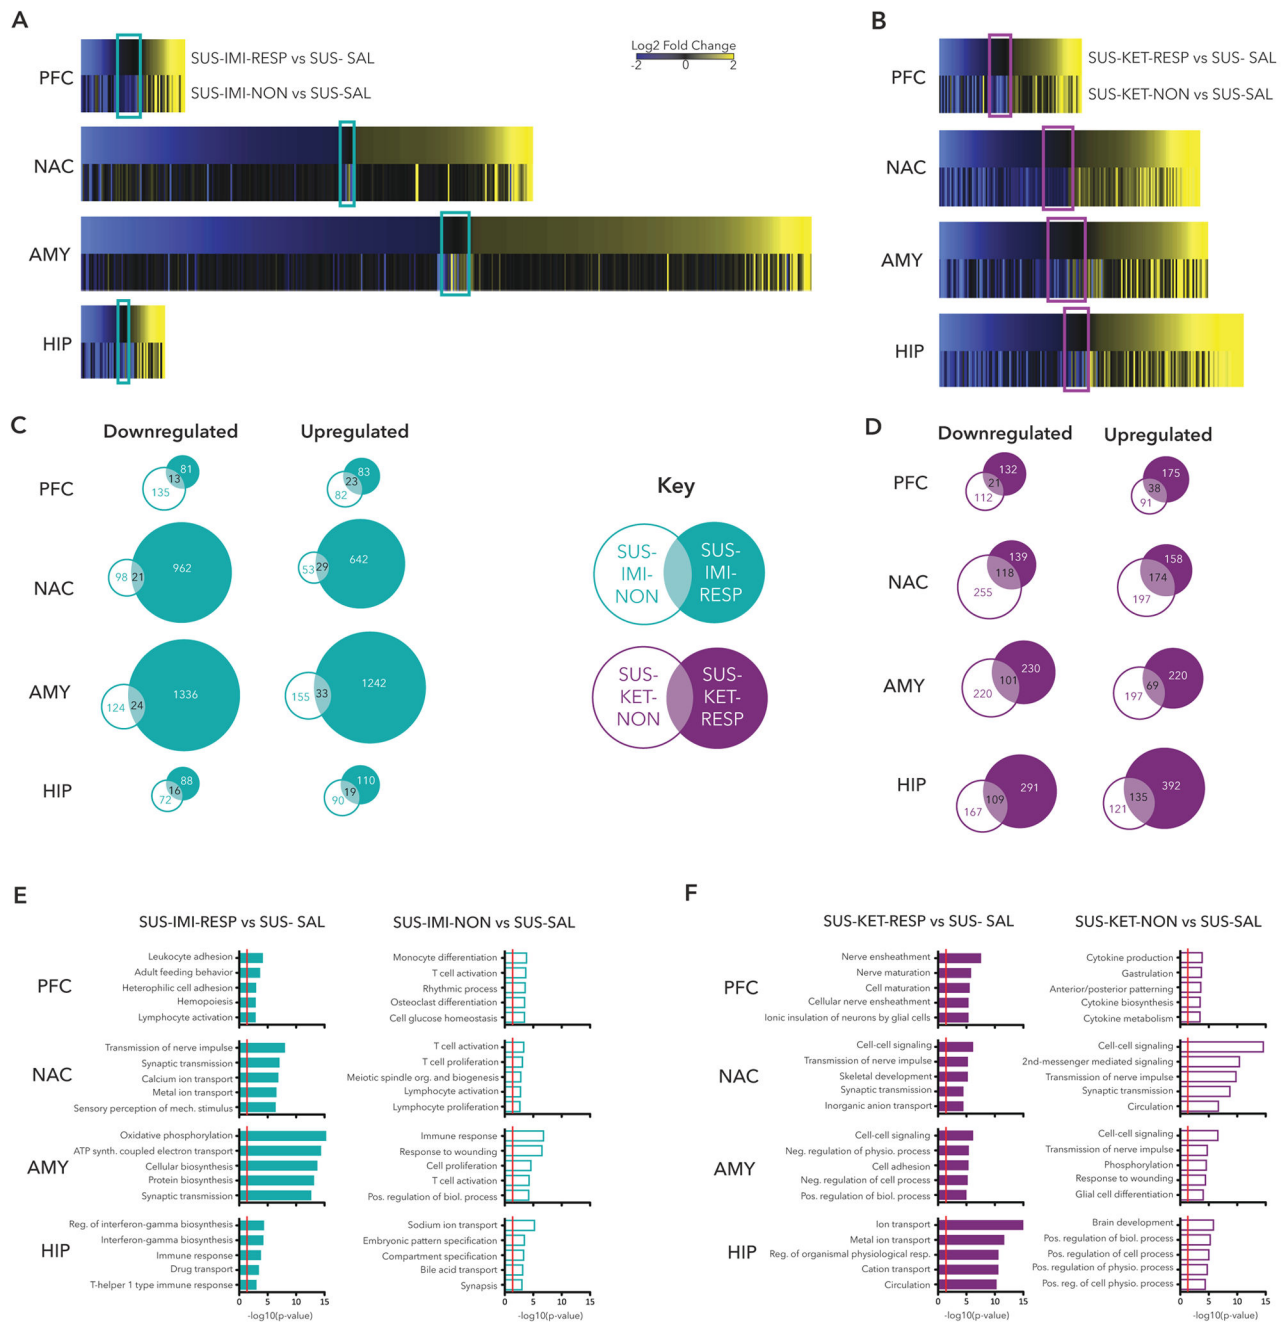 A
B
Log2 Fold Change
-2 0 2
PFC
SUS-IMI-RESP vs SUS- SAL
SUS-IMI-NON vs SUS-SAL
NAC
AMY
HIP
PFC
SUS-KET-RESP vs SUS- SAL
SUS-KET-NON vs SUS-SAL
NAC
AMY
HIP
C
Downregulated Upregulated
PFC
81
13
135
83
23
82
NAC
962
98 21
642
53 29
AMY
1336
124 24
1242
155 33
HIP
88
16
72
110
19
90
Key
SUS-
IMI-
NON
SUS-
IMI-
RESP
SUS-
KET-
NON
SUS-
KET-
RESP
D
Downregulated Upregulated
PFC
132
21
112
175
38
91
NAC
139
118
255
158
174
197
AMY
230
101
220
220
69
197
HIP
291
109
167
392
135
121
E
SUS-IMI-RESP vs SUS- SAL
PFC
Leukocyte adhesion
Adult feeding behavior
Heterophilic cell adhesion
Hemopoiesis
Lymphocyte activation
NAC
Transmission of nerve impulse
Synaptic transmission
Calcium ion transport
Metal ion transport
Sensory perception of mech. stimulus
AMY
Oxidative phosphorylation
ATP synth. coupled electron transport
Cellular biosynthesis
Protein biosynthesis
Synaptic transmission
HIP
Reg. of interferon-gamma biosynthesis
Interferon-gamma biosynthesis
Immune response
Drug transport
T-helper 1 type immune response
0 5 10 15
-log10(p-value)
SUS-IMI-NON vs SUS-SAL
Monocyte differentiation
T cell activation
Rhythmic process
Osteoclast differentiation
Cell glucose homeostasis
T cell activation
T cell proliferation
Meiotic spindle org. and biogenesis
Lymphocyte activation
Lymphocyte proliferation
Immune response
Response to wounding
Cell proliferation
T cell activation
Pos. regulation of biol. process
Sodium ion transport
Embryonic pattern specification
Compartment specification
Bile acid transport
Synapsis
0 5 10 15
-log10(p-value)
F
SUS-KET-RESP vs SUS- SAL
PFC
Nerve ensheathment
Nerve maturation
Cell maturation
Cellular nerve ensheathment
Ionic insulation of neurons by glial cells
NAC
Cell-cell signaling
Transmission of nerve impulse
Skeletal development
Synaptic transmission
Inorganic anion transport
AMY
Cell-cell signaling
Neg. regulation of physio. process
Cell adhesion
Neg. regulation of cell process
Pos. regulation of biol. process
HIP
Ion transport
Metal ion transport
Reg. of organismal physiological resp.
Cation transport
Circulation
0 5 10 15
-log10(p-value)
SUS-KET-NON vs SUS-SAL
Cytokine production
Gastrulation
Anterior/posterior patterning
Cytokine biosynthesis
Cytokine metabolism
Cell-cell signaling
2nd-messenger mediated signaling
Transmission of nerve impulse
Synaptic transmission
Circulation
Cell-cell signaling
Transmission of nerve impulse
Phosphorylation
Response to wounding
Glial cell differentiation
Brain development
Pos. regulation of biol. process
Pos. regulation of cell process
Pos. regulation of physio. process
Pos. reg. of cell physio. process
0 5 10 15
-log10(p-value)